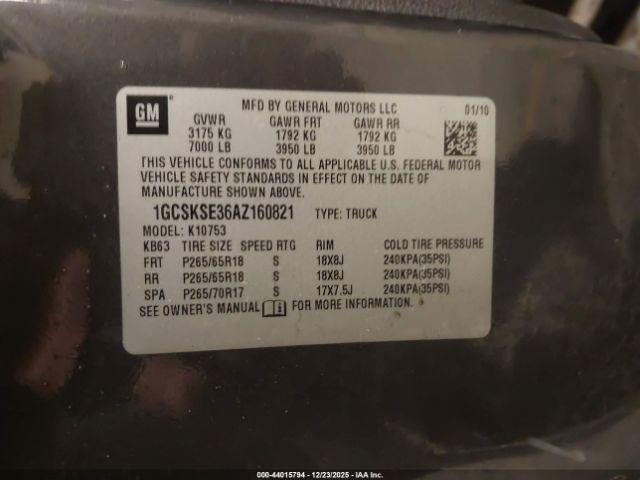 GM
MFD BY GENERAL MOTORS LLC 01/10
GVWR GAWR FRT GAWR RR
3175 KG 1792 KG 1792 KG
7000 LB 3950 LB 3950 LB
THIS VEHICLE CONFORMS TO ALL APPLICABLE U.S. FEDERAL MOTOR
VEHICLE SAFETY STANDARDS IN EFFECT ON THE DATE OF
MANUFACTURE SHOWN ABOVE.
1GCSKSE36AZ160821 TYPE: TRUCK
MODEL: K10753
KB63 TIRE SIZE SPEED RTG RIM COLD TIRE PRESSURE
FRT P265/65R18 S 18X8J 240KPA(35PSI)
RR P265/65R18 S 18X8J 240KPA(35PSI)
SPA P265/70R17 S 17X7.5J 240KPA(35PSI)
SEE OWNER'S MANUAL FOR MORE INFORMATION.
000-44015794 - 12/23/2025 - IAA Inc.